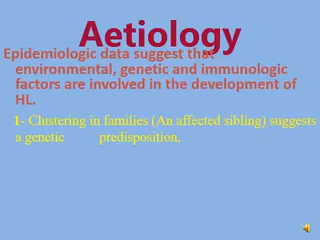 Aetiology
Epidemiologic data suggest that
environmental, genetic and immunologic
factors are involved in the development of
HL.
1- Clustering in families (An affected sibling) suggests
a genetic predisposition,